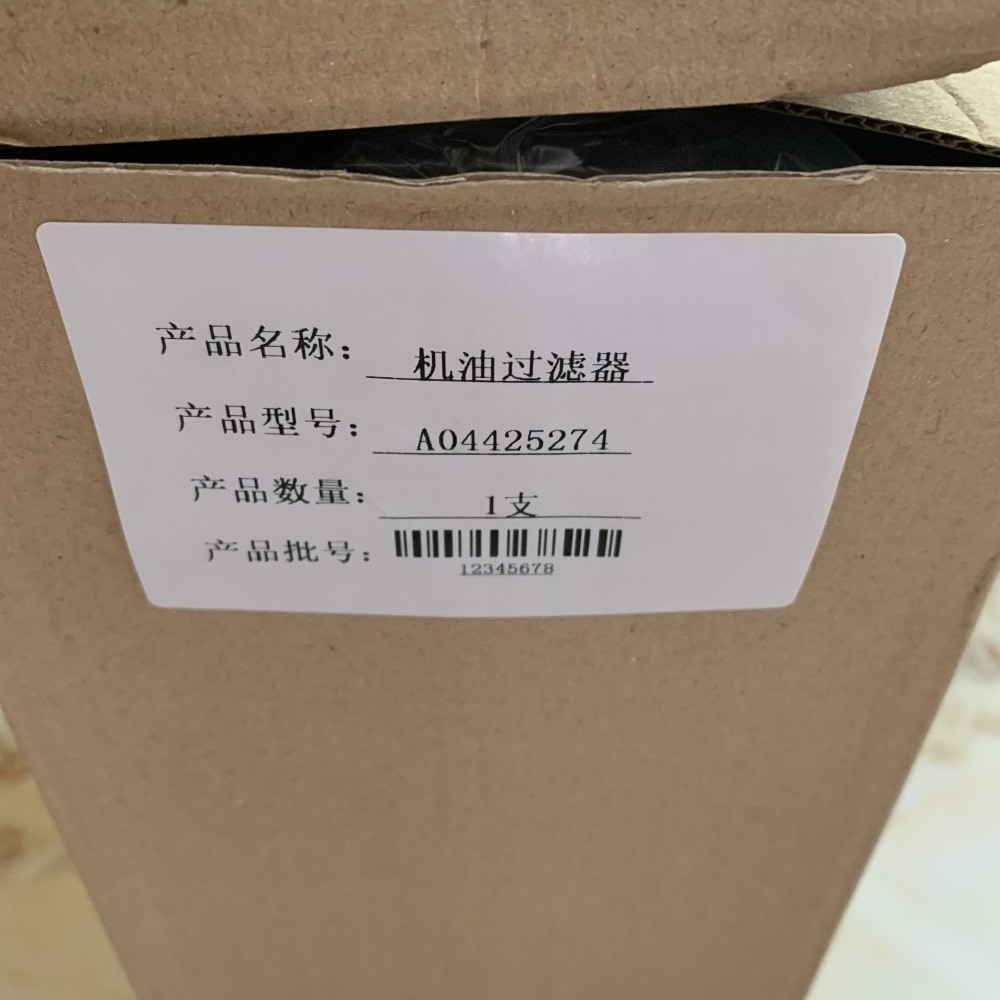 产品名称： 机油过滤器
产品型号： A04425274
产品数量： 1支
产品批号：
12345678